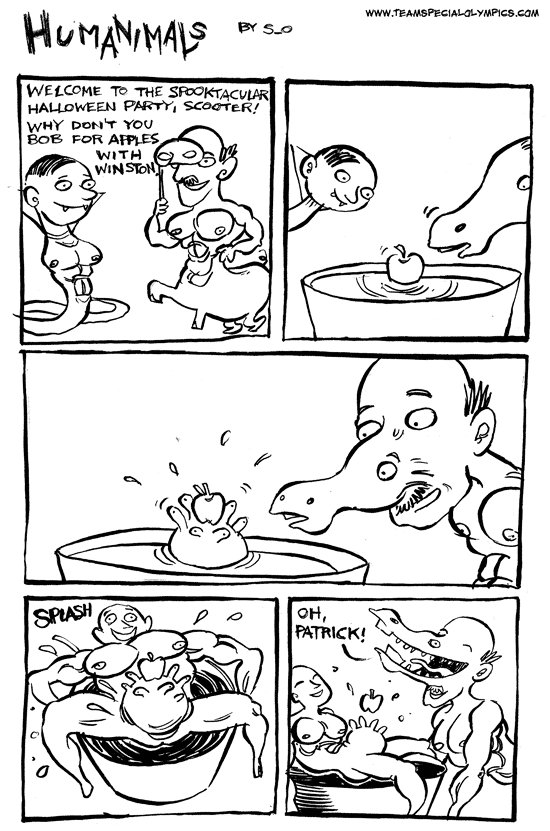 WWW.TEAMSPECIALOLYMPICS.COM
HUMANIMALS BY S_O
WELCOME TO THE SPOOKTACULAR
HALLOWEEN PARTY, SCOOTER!
WHY DON'T YOU
BOB FOR APPLES
WITH
WINSTON.
SPLASH
OH,
PATRICK!